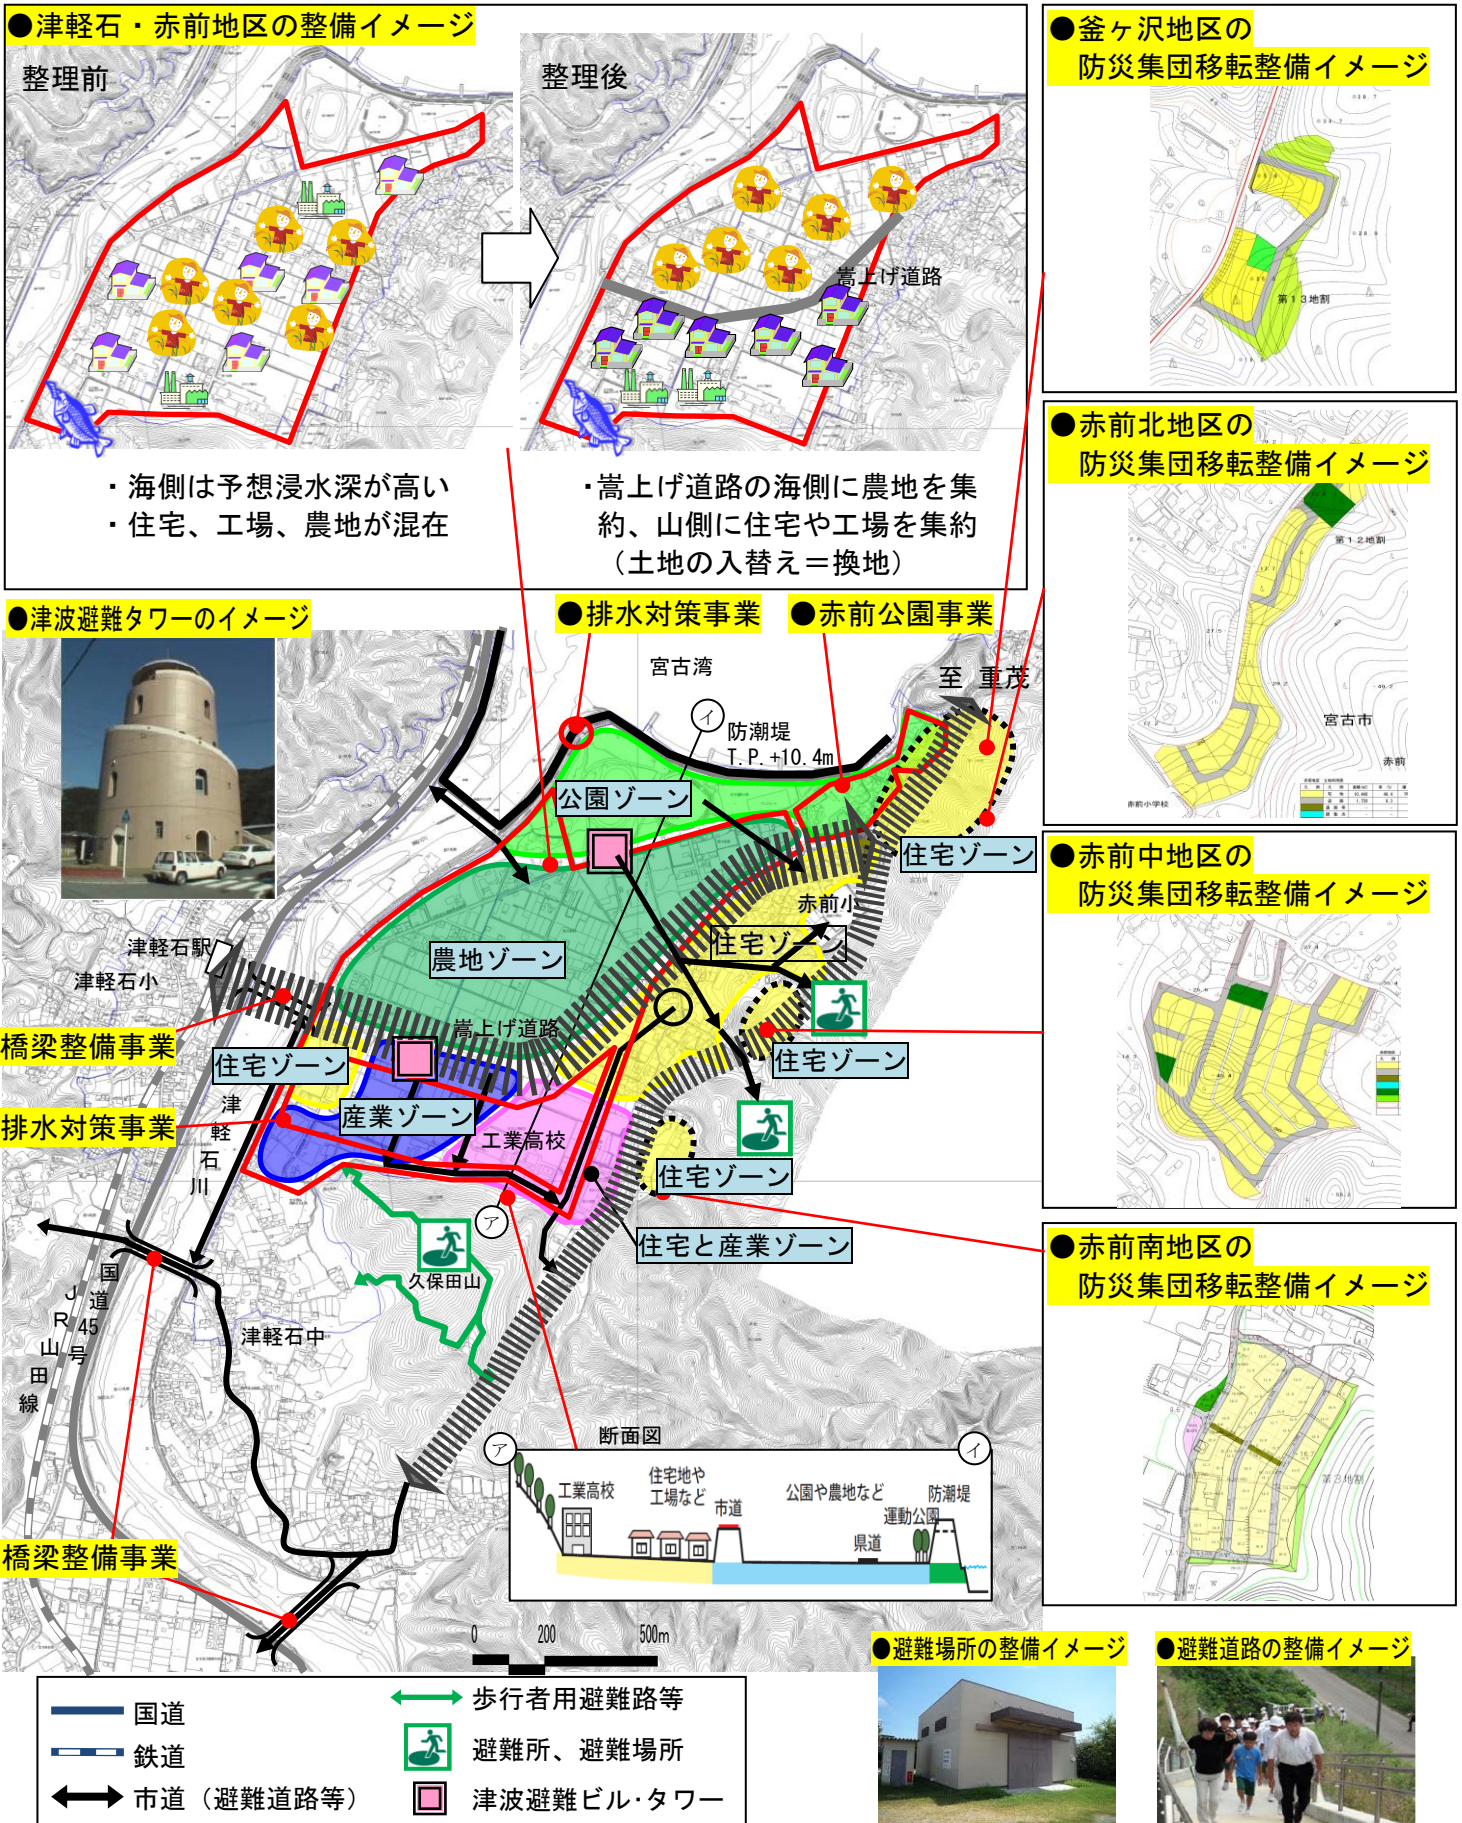 ●津軽石・赤前地区の整備イメージ
整理前
整理後
嵩上げ道路
・海側は予想浸水深が高い
・住宅、工場、農地が混在
・嵩上げ道路の海側に農地を集
約、山側に住宅や工場を集約
（土地の入替え＝換地）
●釜ヶ沢地区の
防災集団移転整備イメージ
第13地割
●赤前北地区の
防災集団移転整備イメージ
第12地割
宮古市
赤前
赤前小学校
●赤前中地区の
防災集団移転整備イメージ
●赤前南地区の
防災集団移転整備イメージ
第3地割
●津波避難タワーのイメージ
●排水対策事業
●赤前公園事業
宮古湾
至 重茂
イ
防潮堤
T.P.+10.4m
公園ゾーン
住宅ゾーン
赤前小
住宅ゾーン
農地ゾーン
津軽石駅
津軽石小
橋梁整備事業
嵩上げ道路
住宅ゾーン
住宅ゾーン
産業ゾーン
排水対策事業
津軽石川
工業高校
住宅ゾーン
ア
住宅と産業ゾーン
久保田山
国道45号
JR山田線
津軽石中
橋梁整備事業
断面図
ア
イ
工業高校
住宅地や
工場など
市道
公園や農地など
県道
運動公園
防潮堤
0 200 500m
国道
鉄道
市道（避難道路等）
歩行者用避難路等
避難所、避難場所
津波避難ビル・タワー
●避難場所の整備イメージ
●避難道路の整備イメージ